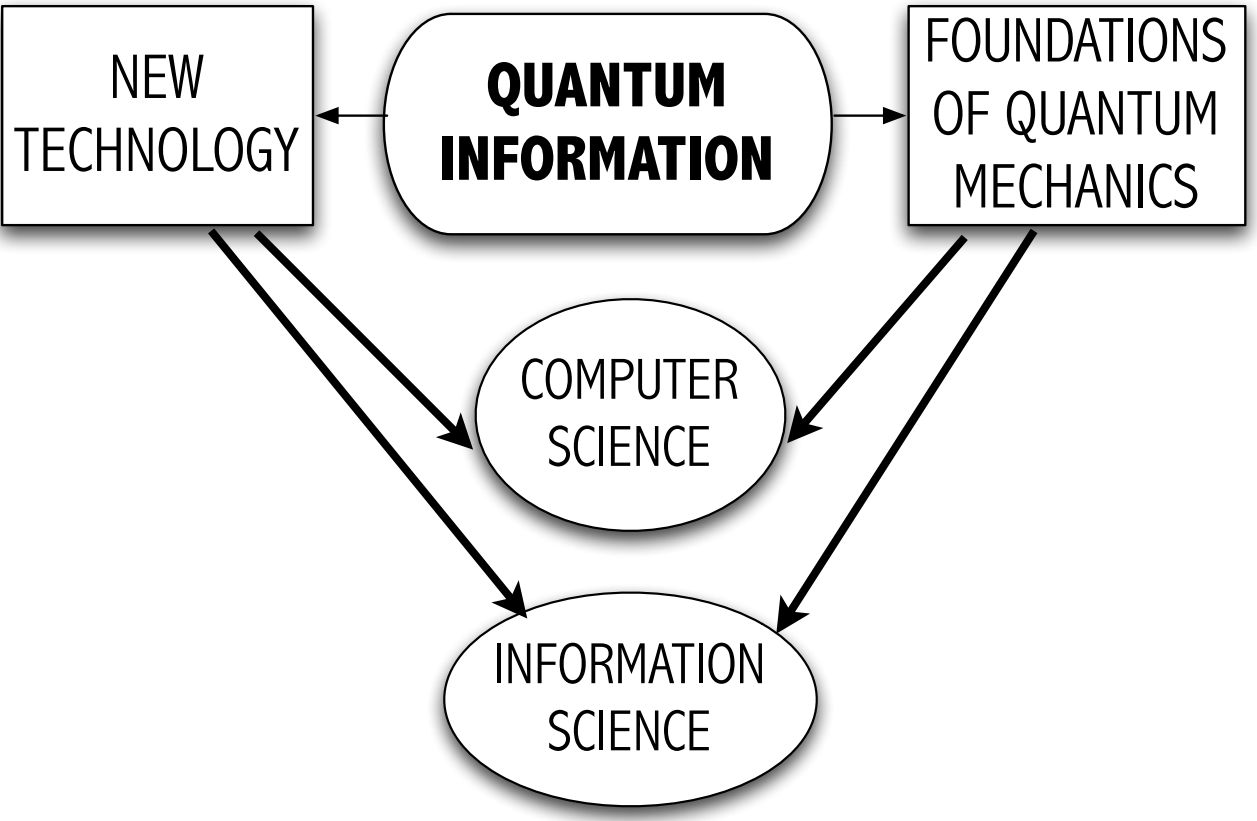 NEW
TECHNOLOGY
QUANTUM
INFORMATION
FOUNDATIONS
OF QUANTUM
MECHANICS
COMPUTER
SCIENCE
INFORMATION
SCIENCE